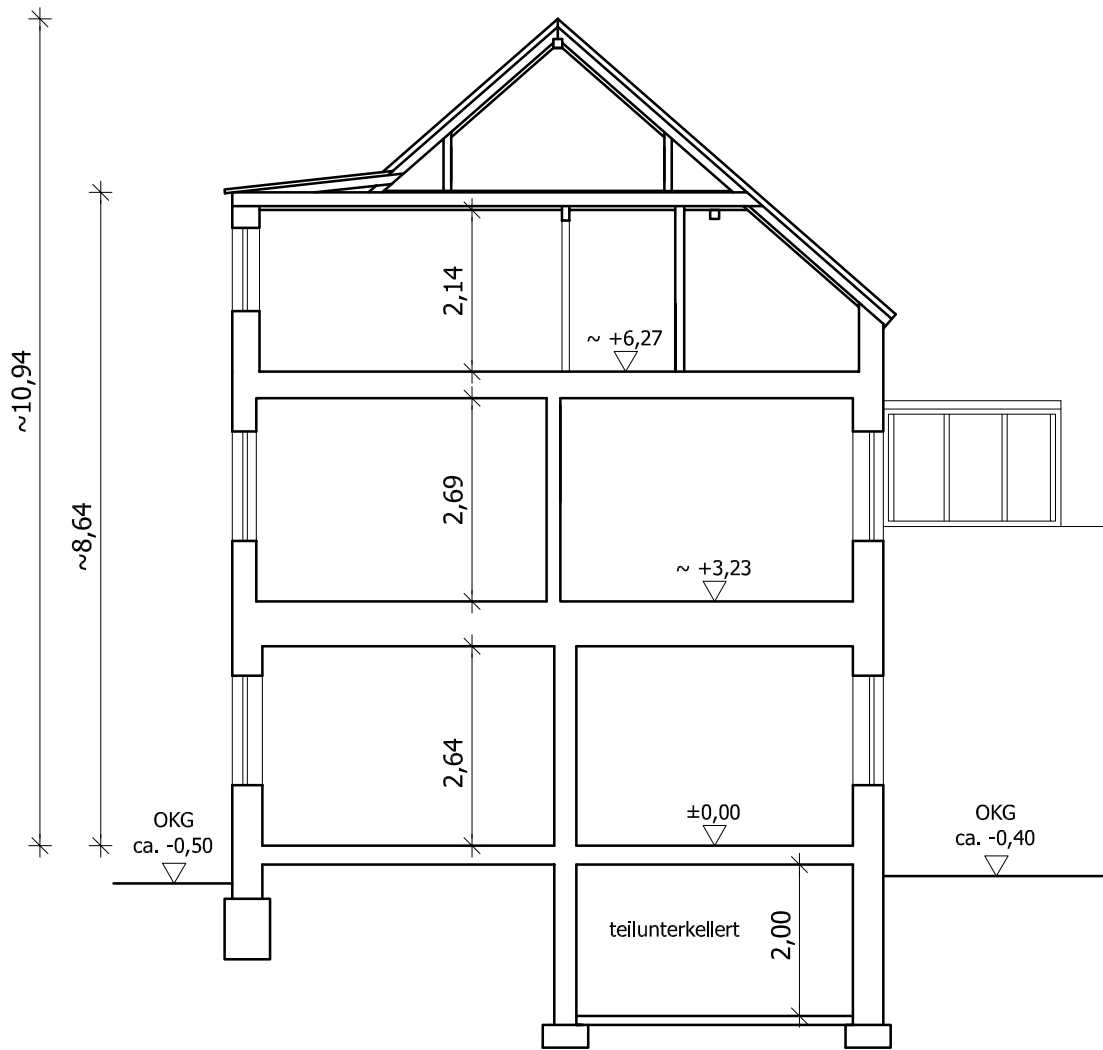 ~10,94
~8,64
2,14
~ +6,27
2,69
~ +3,23
2,64
±0,00
OKG
ca. -0,50
OKG
ca. -0,40
teilunterkellert
2,00